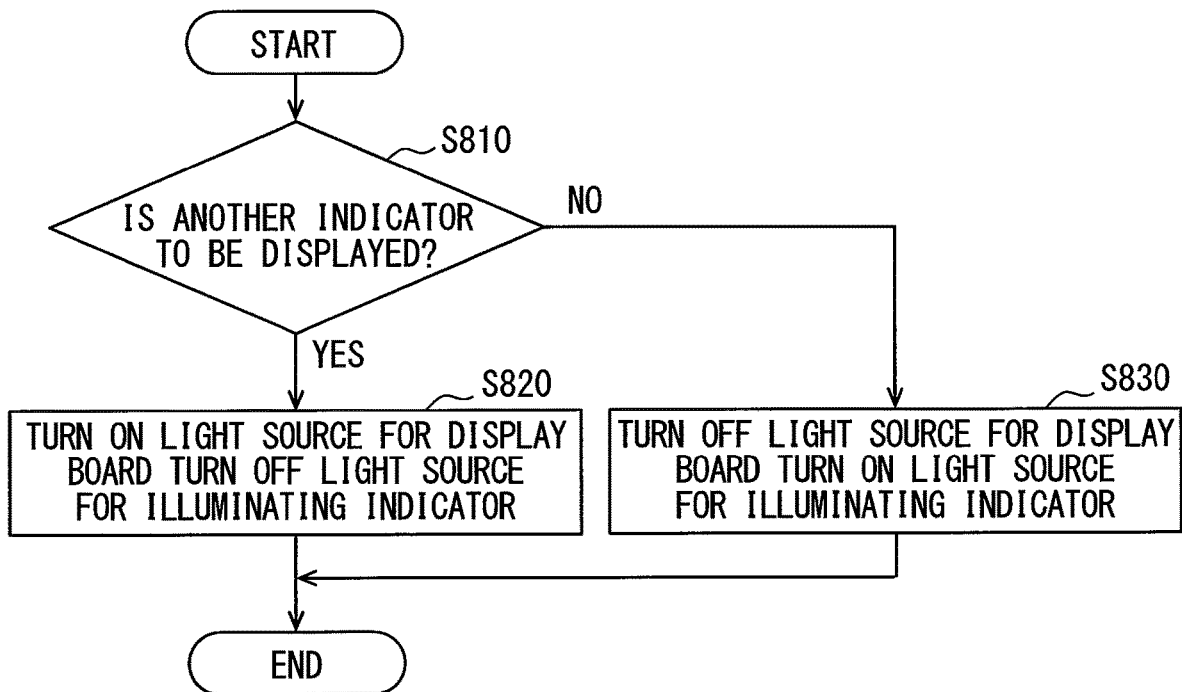 START
S810
IS ANOTHER INDICATOR
TO BE DISPLAYED?
NO
YES
S820
TURN ON LIGHT SOURCE FOR DISPLAY
BOARD TURN OFF LIGHT SOURCE
FOR ILLUMINATING INDICATOR
S830
TURN OFF LIGHT SOURCE FOR DISPLAY
BOARD TURN ON LIGHT SOURCE
FOR ILLUMINATING INDICATOR
END